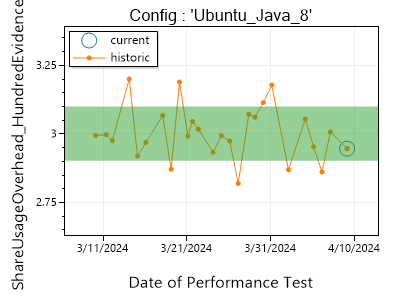 Config : 'Ubuntu_Java_8'
current
historic
ShareUsageOverhead_HundredEvidence
3.25
3
2.75
3/11/2024
3/21/2024
3/31/2024
4/10/2024
Date of Performance Test